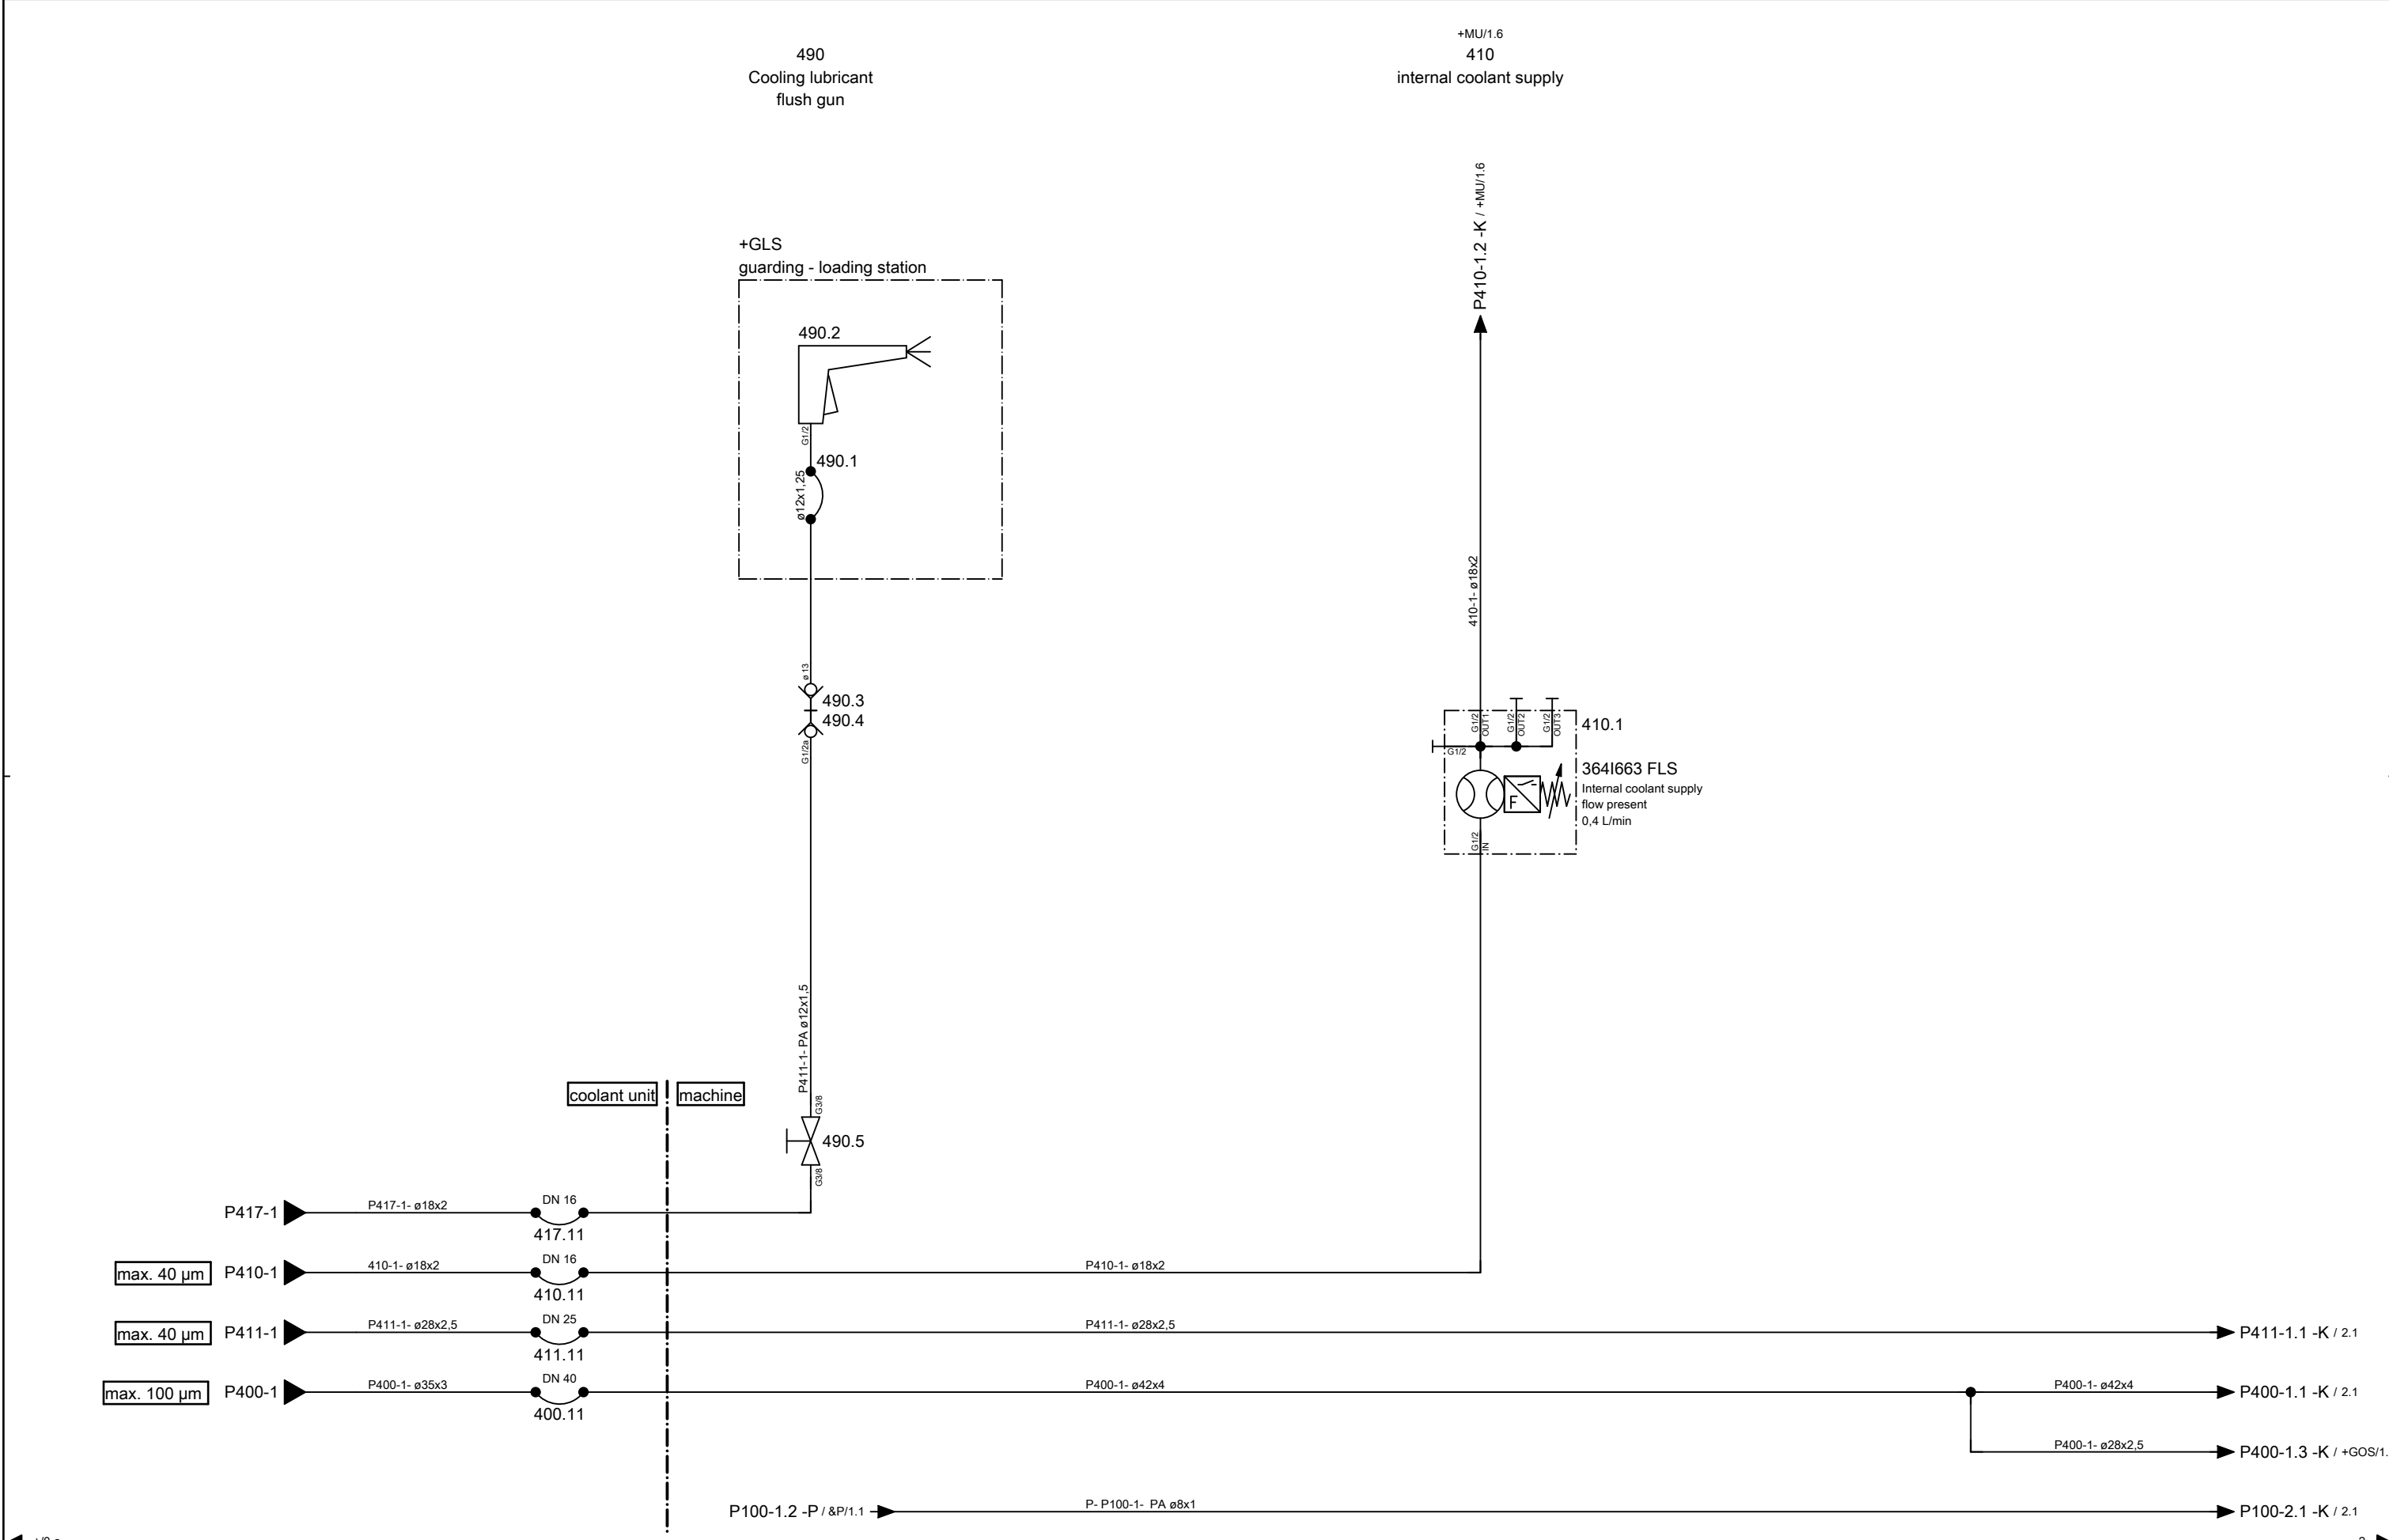 +MU/1.6
490
410
Cooling lubricant
flush gun
internal coolant supply
P410-1.2 -K / +MU/1.6
+GLS
guarding - loading station
490.2
G1/2
490.1
ø12x1,25
410-1- ø18x2
ø 13
490.3
490.4
G1/2a
G1/2
OUT1
G1/2
OUT2
G1/2
OUT3
410.1
G1/2
364I663 FLS
Internal coolant supply
flow present
0,4 L/min
F
G1/2
IN
P411-1- PA ø12x1,5
coolant unit
machine
G3/8
490.5
G3/8
P417-1
P417-1- ø18x2
DN 16
417.11
max. 40 µm
P410-1
410-1- ø18x2
DN 16
410.11
P410-1- ø18x2
max. 40 µm
P411-1
P411-1- ø28x2,5
DN 25
411.11
P411-1- ø28x2,5
P411-1.1 -K / 2.1
max. 100 µm
P400-1
P400-1- ø35x3
DN 40
400.11
P400-1- ø42x4
P400-1- ø42x4
P400-1.1 -K / 2.1
P400-1- ø28x2,5
P400-1.3 -K / +GOS/1.
P100-1.2 -P / &P/1.1
P- P100-1- PA ø8x1
P100-2.1 -K / 2.1